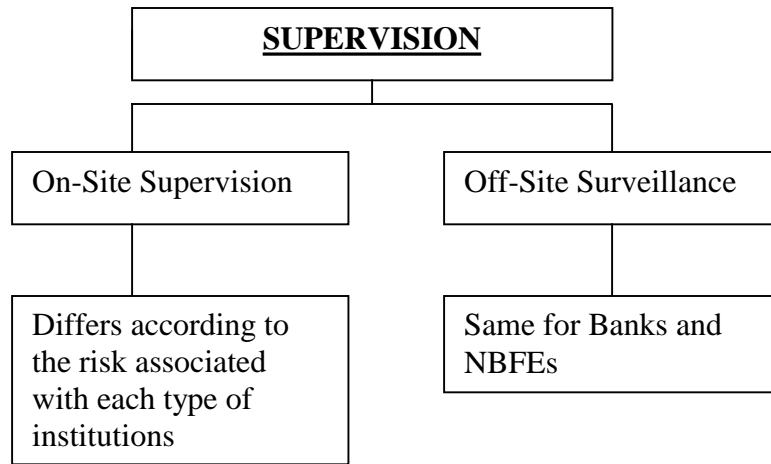 SUPERVISION
On-Site Supervision
Off-Site Surveillance
Differs according to
the risk associated
with each type of
institutions
Same for Banks and
NBFEs